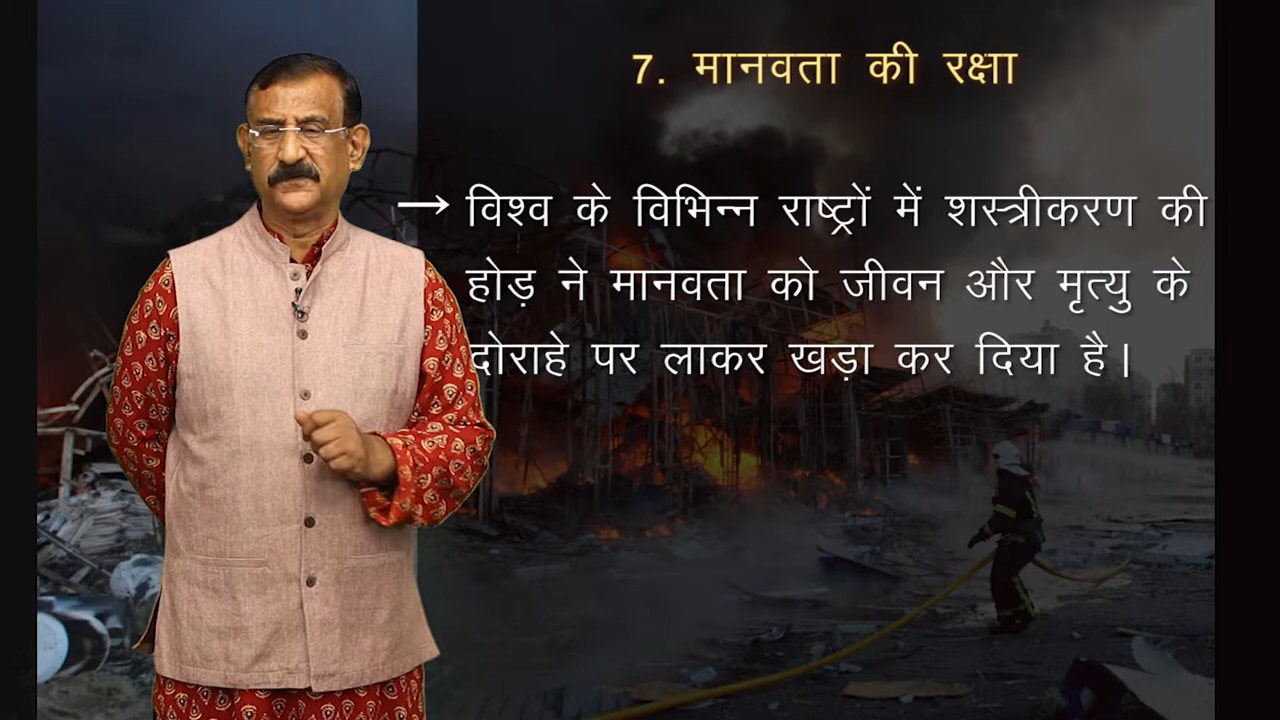 7. मानवता की रक्षा
→ विश्व के विभिन्न राष्ट्रों में शस्त्रीकरण की
होड़ ने मानवता को जीवन और मृत्यु के
दोराहे पर लाकर खड़ा कर दिया है।